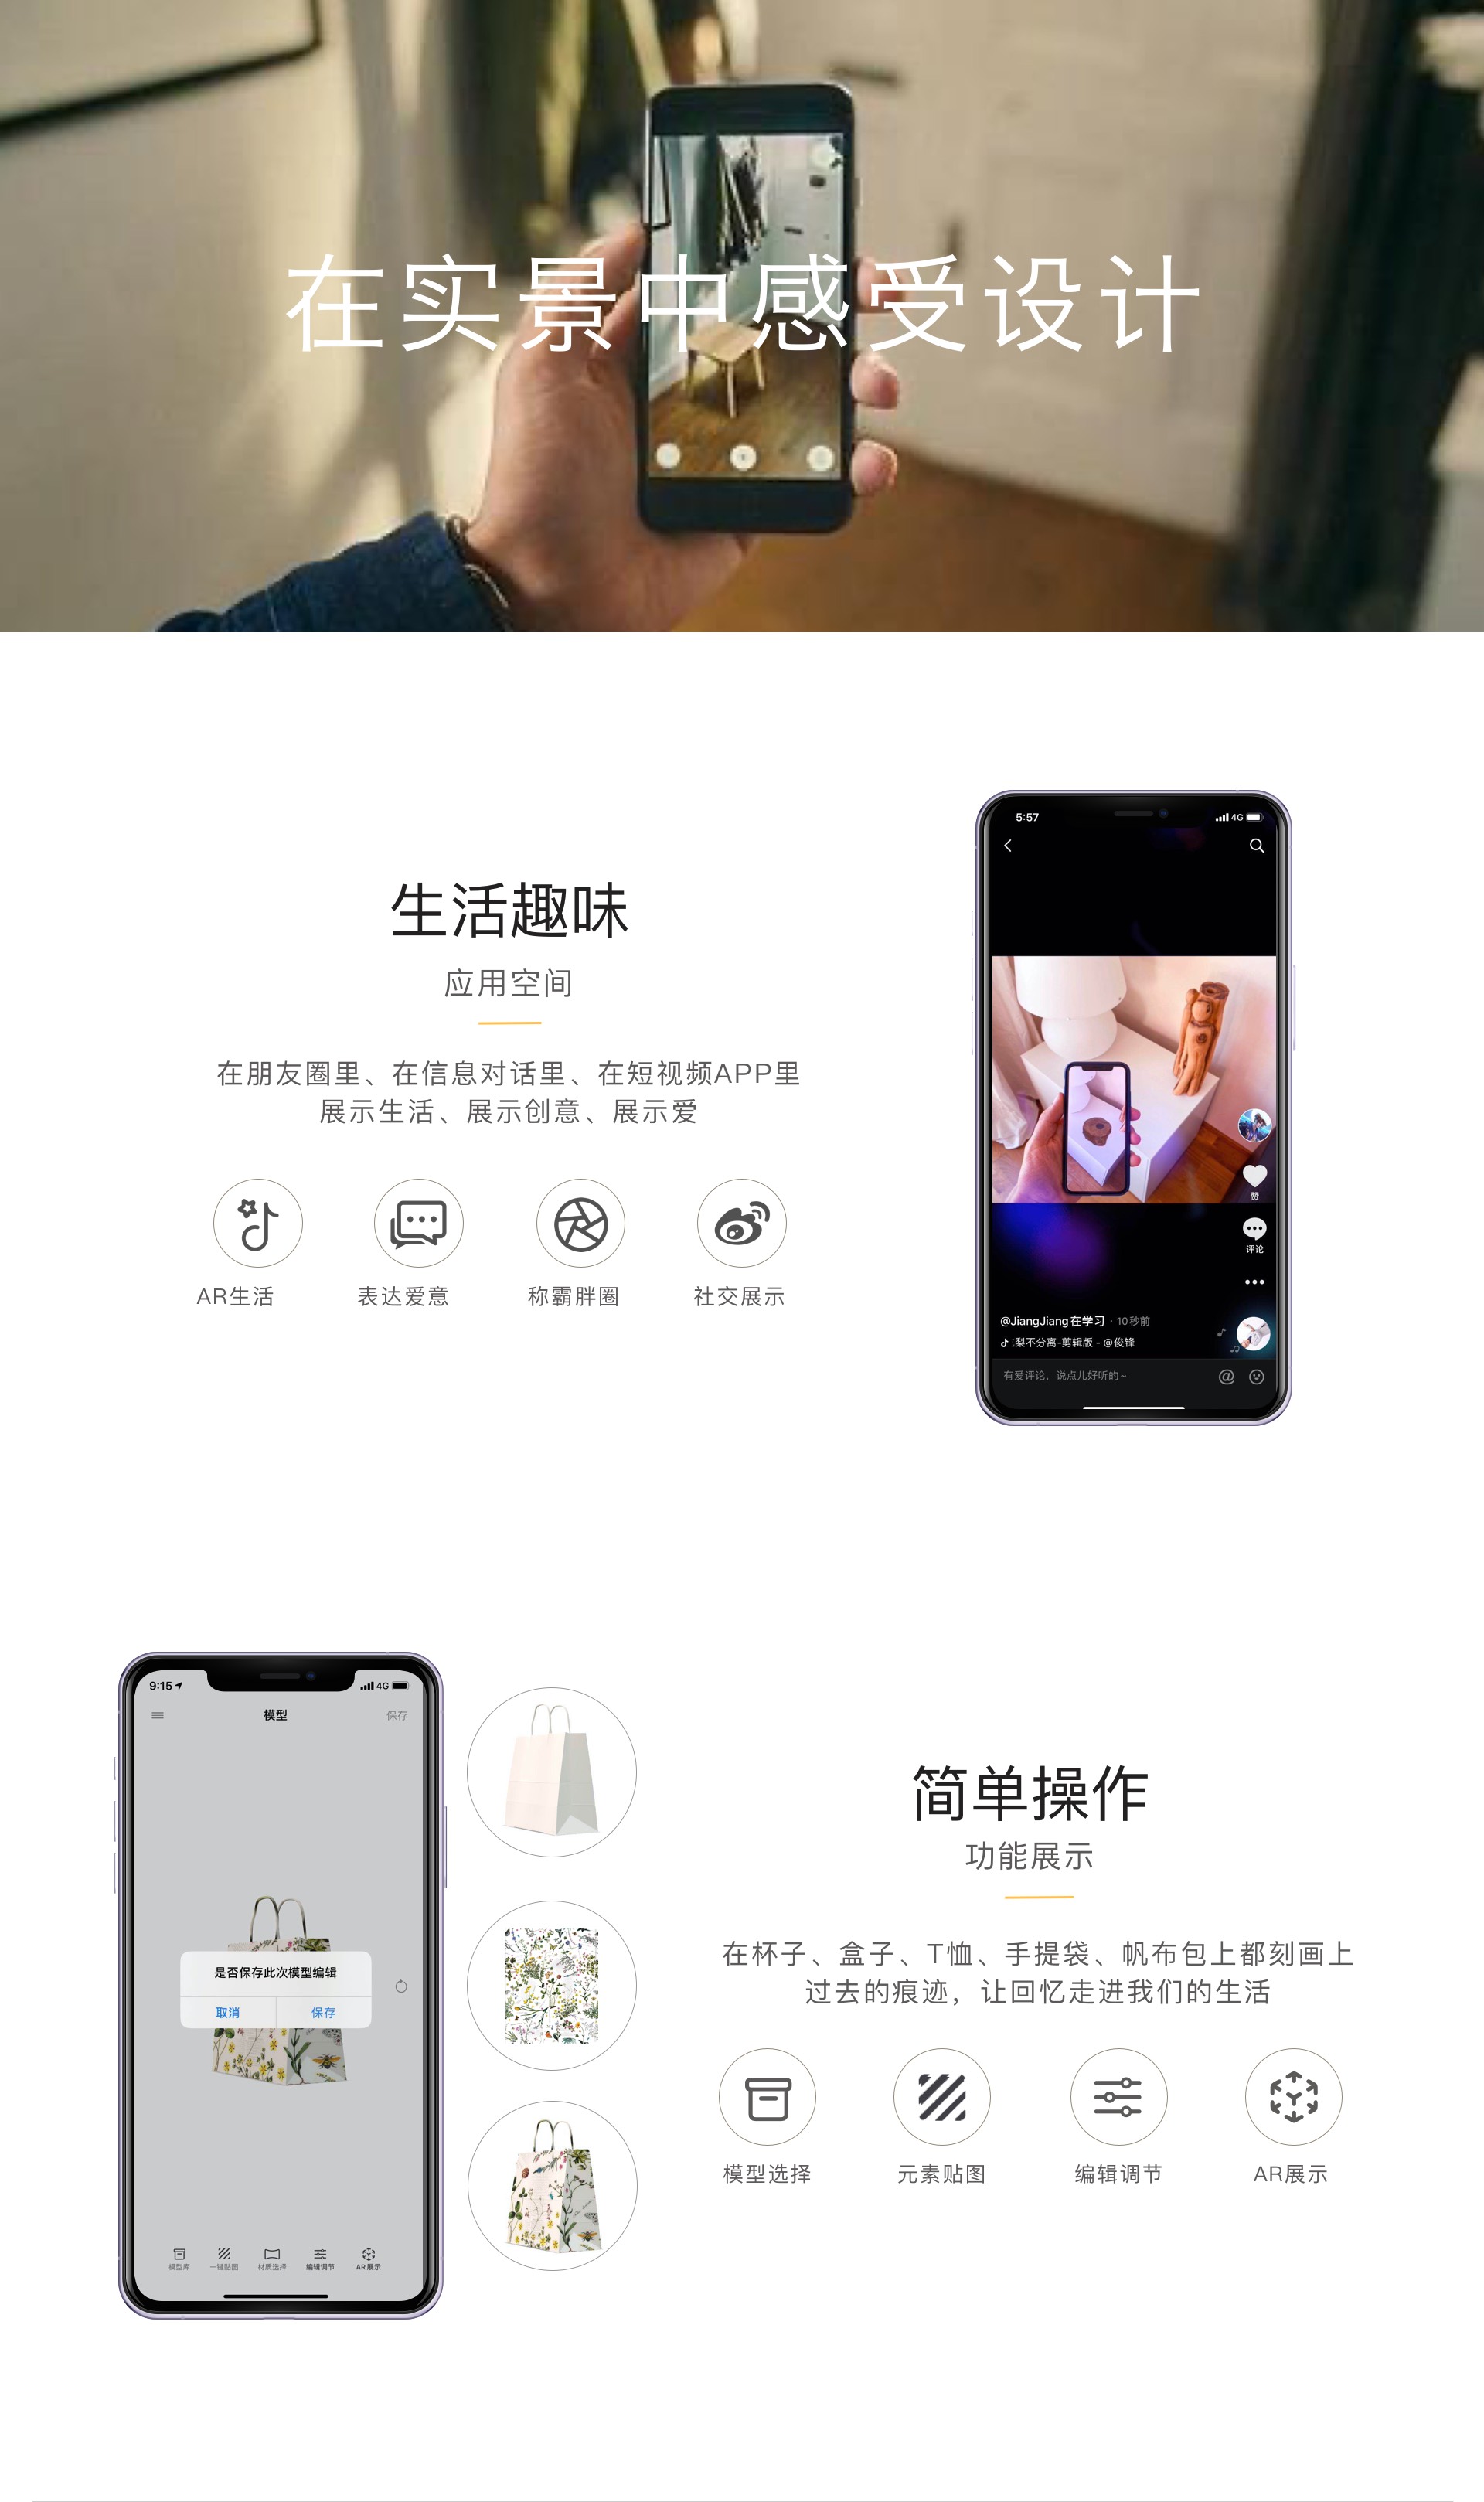 在实景中感受设计
生活趣味
应用空间
在朋友圈里、在信息对话里、在短视频APP里
展示生活、展示创意、展示爱
AR生活
表达爱意
称霸胖圈
社交展示
5:57
4G
赞
评论
@JiangJiang在学习 · 10秒前
梨不分离-剪辑版 - @俊锋
有爱评论，说点儿好听的~
9:15
4G
模型
保存
是否保存此次模型编辑
取消
保存
模型库
一键贴图
材质选择
编辑调节
AR展示
简单操作
功能展示
在杯子、盒子、T恤、手提袋、帆布包上都刻画上
过去的痕迹，让回忆走进我们的生活
模型选择
元素贴图
编辑调节
AR展示